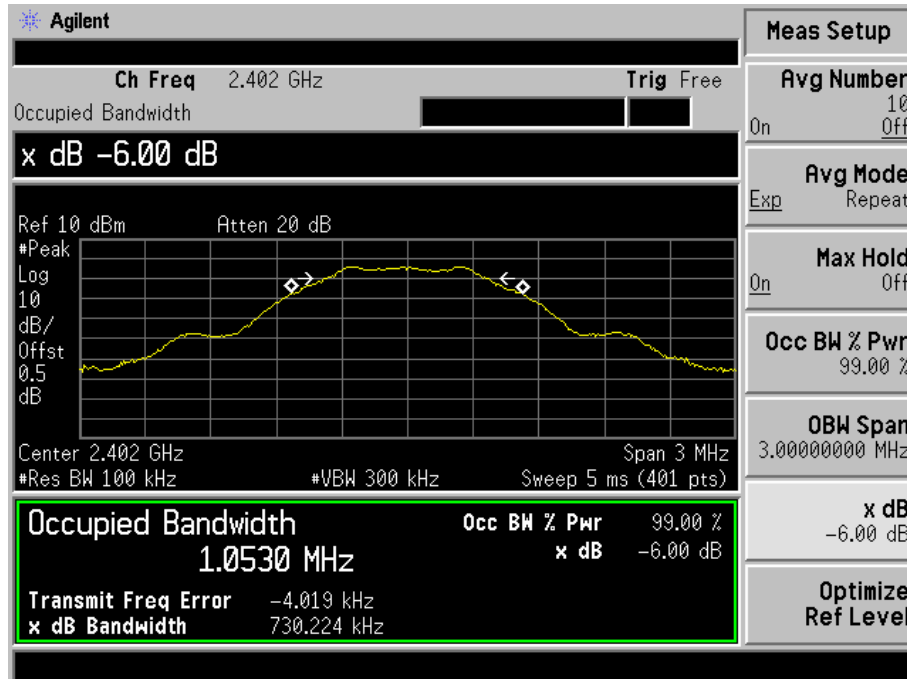 Agilent
Ch Freq 2.402 GHz Trig Free
Occupied Bandwidth
x dB -6.00 dB
Ref 10 dBm Atten 20 dB
#Peak
Log
10
dB/
Offst
0.5
dB
Center 2.402 GHz Span 3 MHz
#Res BW 100 kHz #VBW 300 kHz Sweep 5 ms (401 pts)
Occupied Bandwidth Occ BW % Pwr 99.00 %
1.0530 MHz x dB -6.00 dB
Transmit Freq Error -4.019 kHz
x dB Bandwidth 730.224 kHz
Meas Setup
Avg Number
10
On Off
Avg Mode
Exp Repeat
Max Hold
On Off
Occ BW % Pwr
99.00 %
OBW Span
3.00000000 MHz
x dB
-6.00 dB
Optimize
Ref Level